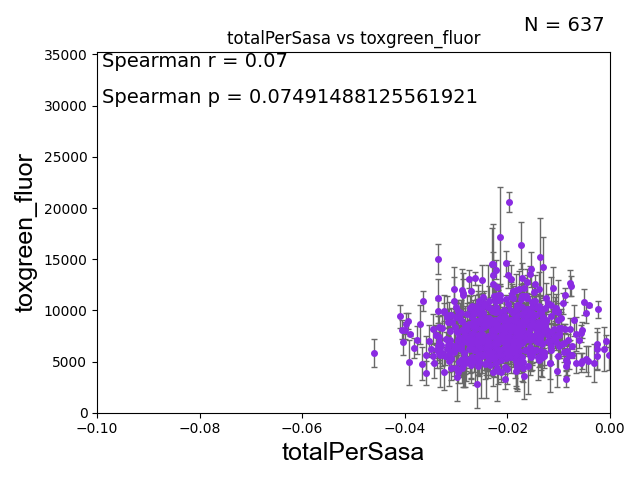 N = 637
totalPerSasa vs toxgreen_fluor
Spearman r = 0.07
Spearman p = 0.07491488125561921
toxgreen_fluor
35000
30000
25000
20000
15000
10000
5000
0
−0.10
−0.08
−0.06
−0.04
−0.02
0.00
totalPerSasa